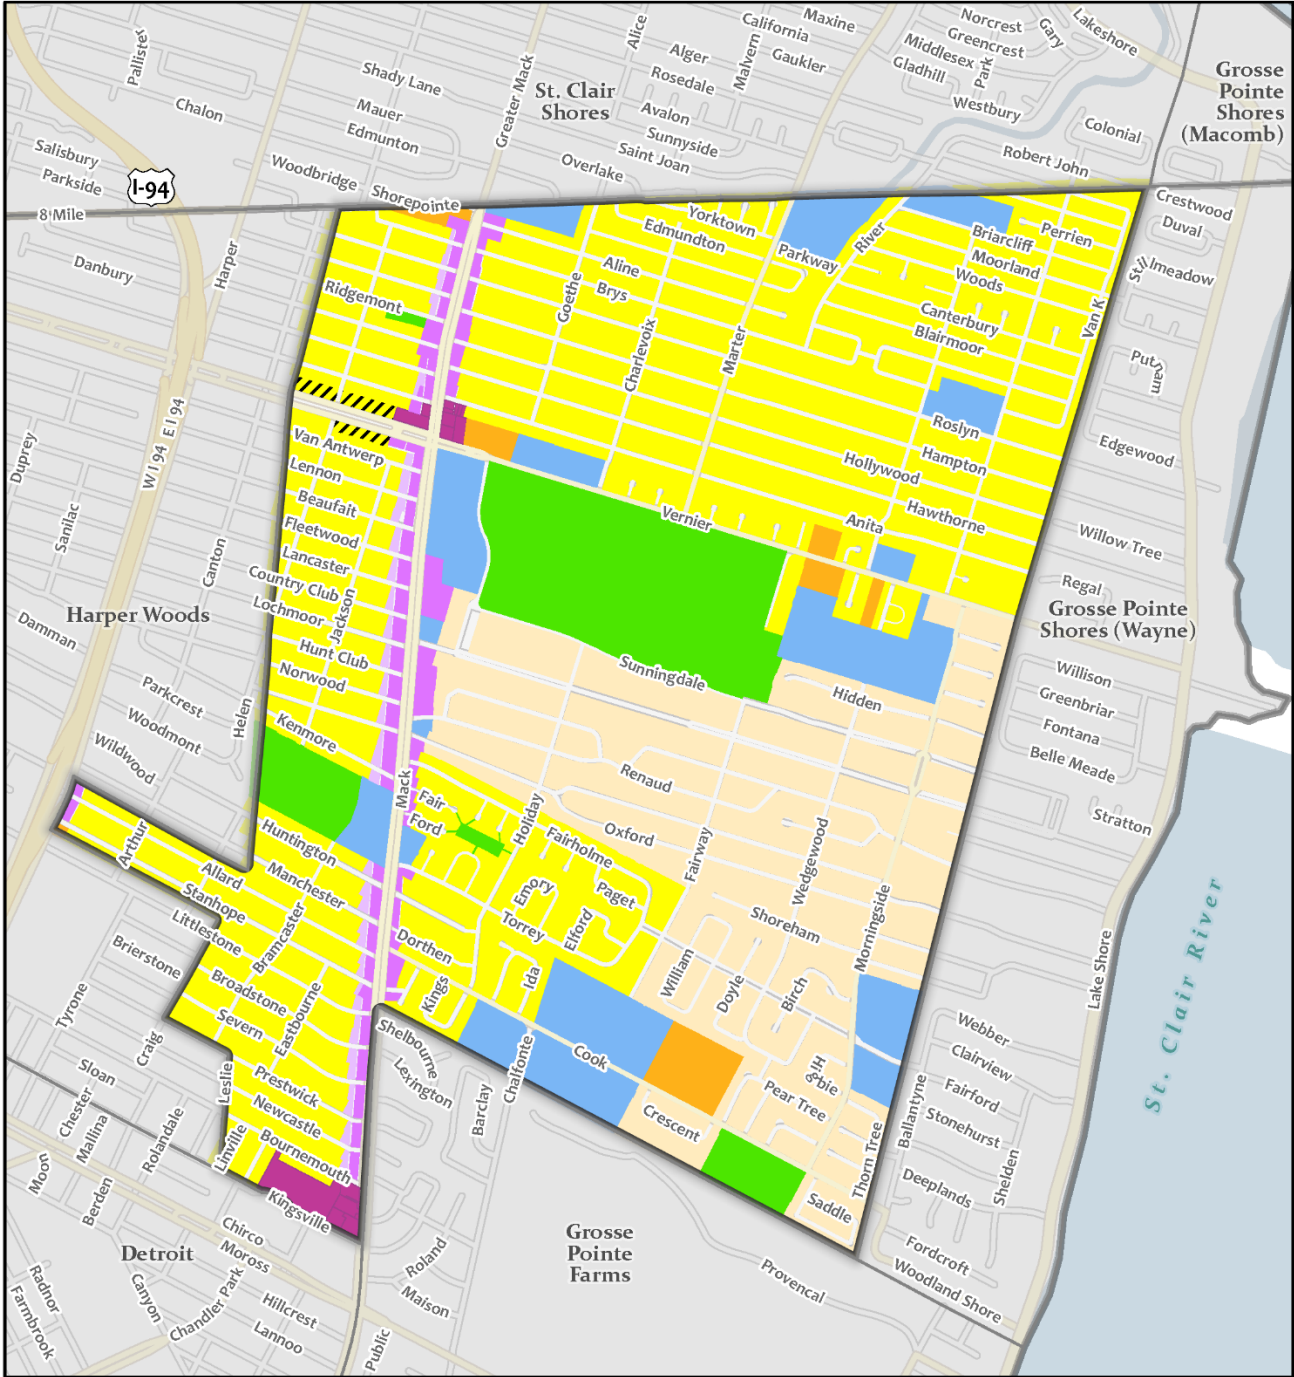 Pallister
Chalon
Salisbury
Parkside
I-94
8 Mile
Danbury
Harper
Shady Lane
Mauer
Edmunton
Woodbridge
Shorepointe
Greater Mack
St. Clair
Shores
Overlake
Alice
Alger
Rosedale
Avalon
Sunnyside
Saint Joan
Malvern
California
Maxine
Gaukler
Norcrest
Greencrest
Middlesex
Gladhill
Park
Gary
Lakeshore
Westbury
Colonial
Robert John
Grosse
Pointe
Shores
(Macomb)
Crestwood
Duval
Stillmeadow
Putnam
Edgewood
Willow Tree
Regal
Grosse Pointe
Shores (Wayne)
Willison
Greenbriar
Fontana
Belle Meade
Stratton
Yorktown
Edmundton
Parkway
River
Briarcliff
Perrien
Moorland
Woods
Canterbury
Blairmoor
Van K
Aline
Brys
Goethe
Charlevoix
Marter
Ridgemont
Roslyn
Hampton
Hollywood
Hawthorne
Anita
Vernier
W I 94 E I 94
Duprey
Sanilac
Canton
Harper Woods
Damman
Van Antwerp
Lennon
Beaufait
Fleetwood
Lancaster
Country Club
Lochmoor
Jackson
Hunt Club
Norwood
Kenmore
Parkcrest
Woodmont
Wildwood
Helen
Sunningdale
Hidden
Renaud
Oxford
Mack
Fair
Ford
Holiday
Fairholme
Emory
Paget
Torrey
Elford
Fairway
Wedgewood
Shoreham
Morningside
Arthur
Allard
Stanhope
Littlestone
Huntington
Manchester
Bramcaster
Brierstone
Broadstone
Severn
Eastbourne
Dorthen
Kings
Ida
William
Doyle
Birch
Higbie
Pear Tree
Cook
Crescent
Thorn Tree
Saddle
Tyrone
Craig
Sloan
Chester
Mallina
Rolandale
Leslie
Prestwick
Newcastle
Bournemouth
Linville
Kingsville
Shelbourne
Lexington
Barclay
Chalfonte
Moov
Berden
Detroit
Chirco
Moross
Canyon
Chandler Park
Hillcrest
Lannoo
Radnor
Farmbrook
Roland
Maison
Public
Grosse
Pointe
Farms
Provencal
Lake Shore
St. Clair River
Webber
Clairview
Fairford
Stonehurst
Ballantyne
Shelden
Deeplands
Fordcroft
Woodland Shore